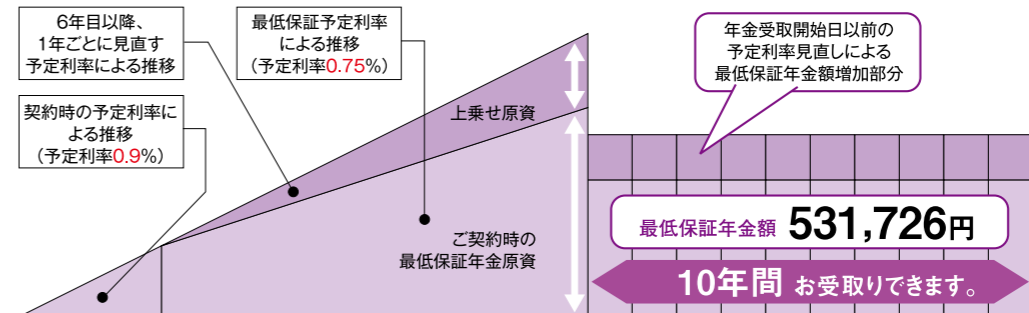 6年目以降、
1年ごとに見直す
予定利率による推移
最低保証予定利率
による推移
（予定利率0.75%）
契約時の予定利率に
よる推移
（予定利率0.9%）
上乗せ原資
ご契約時の
最低保証年金原資
年金受取開始日以前の
予定利率見直しによる
最低保証年金額増加部分
最低保証年金額 531,726円
10年間 お受取りできます。